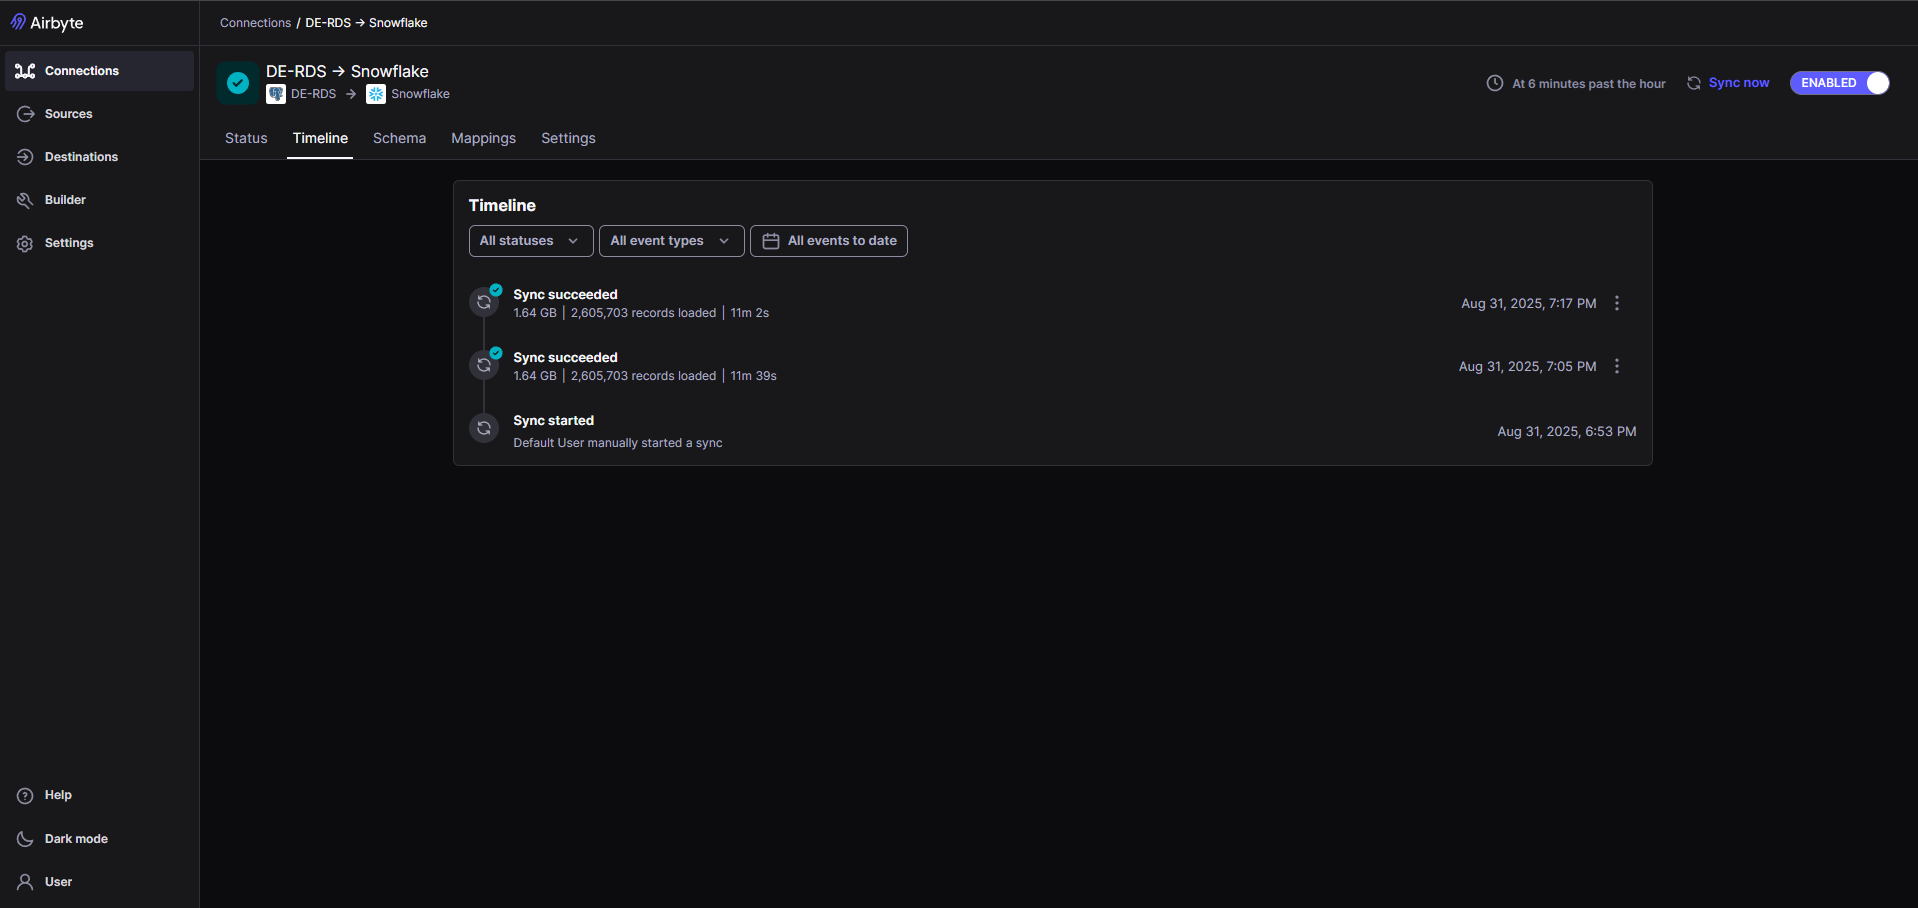 Airbyte
Connections / DE-RDS → Snowflake
Connections
Sources
Destinations
Builder
Settings
DE-RDS → Snowflake
DE-RDS → Snowflake
At 6 minutes past the hour
Sync now
ENABLED
Status Timeline Schema Mappings Settings
Timeline
All statuses
All event types
All events to date
Sync succeeded
1.64 GB | 2,605,703 records loaded | 11m 2s
Aug 31, 2025, 7:17 PM
Sync succeeded
1.64 GB | 2,605,703 records loaded | 11m 39s
Aug 31, 2025, 7:05 PM
Sync started
Default User manually started a sync
Aug 31, 2025, 6:53 PM
Help
Dark mode
User